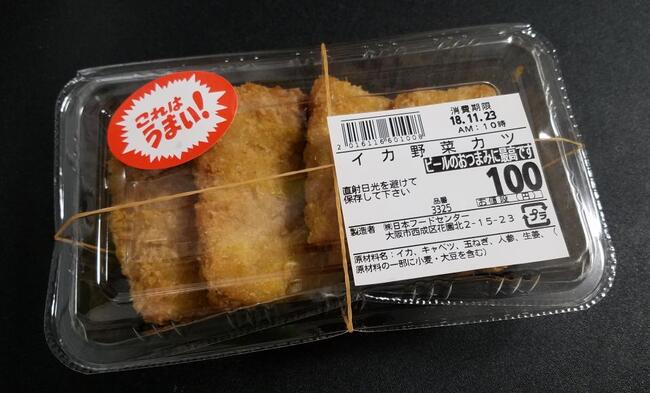 これは
うまい!
消費期限
18.11.23
AM:10時
2016116601009
イカ野菜カツ
ビールのおつまみに最高です
直射日光を避けて
保存して下さい
100
品番
3325
お値段(円)
プラ
製造者 ㈱日本フードセンター
大阪市西成区花園北2-15-23
原材料名:イカ、キャベツ、玉ねぎ、人参、生姜、(
原材料の一部に小麦・大豆を含む)